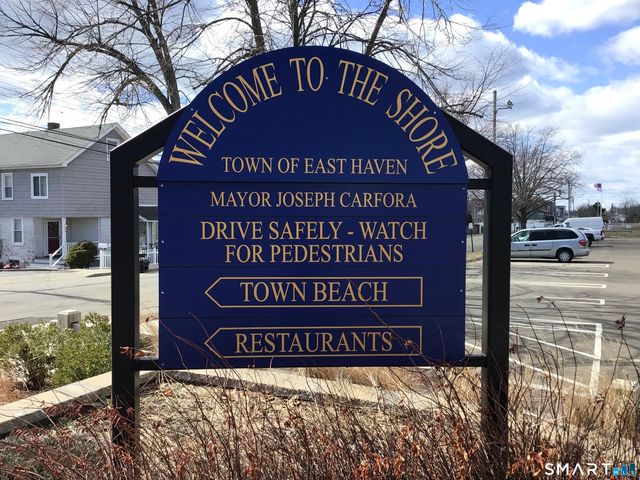 WELCOME TO THE SHORE
TOWN OF EAST HAVEN
MAYOR JOSEPH CARFORA
DRIVE SAFELY - WATCH
FOR PEDESTRIANS
TOWN BEACH
RESTAURANTS